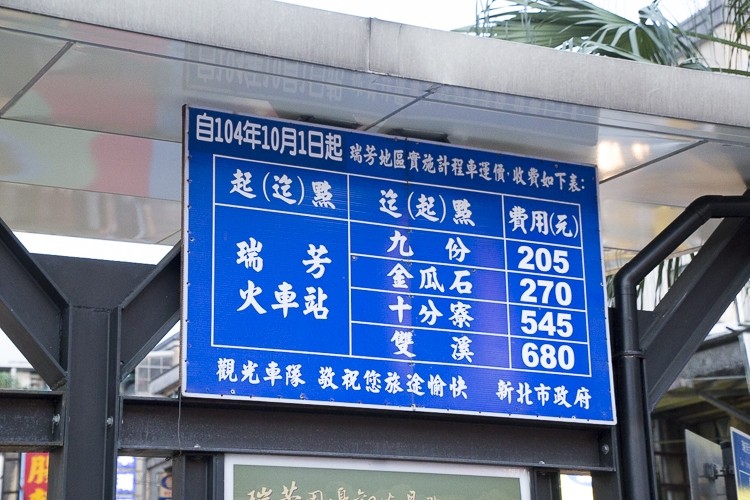 自104年10月1日起 瑞芳地區實施計程車運價,收費如下表:
起(迄)點 迄(起)點 費用(元)
瑞芳火車站
九份 205
金瓜石 270
十分寮 545
雙溪 680
觀光車隊 敬祝您旅途愉快 新北市政府